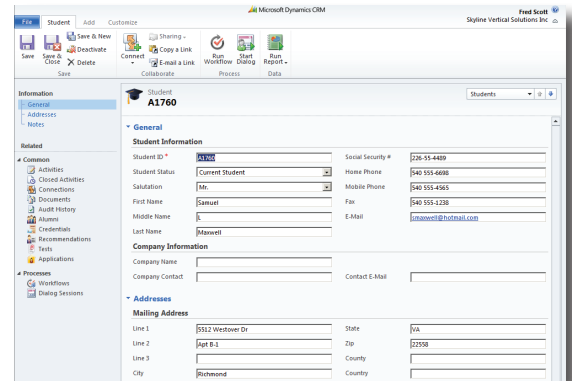 Microsoft Dynamics CRM
Fred Scott
Skyline Vertical Solutions Inc
File Student Add Customize
Save
Save & Close
Save & New
Deactivate
Delete
Save
Connect
Sharing
Copy a Link
E-mail a Link
Collaborate
Run Workflow
Start Dialog
Process
Run Report
Data
Information
General
Addresses
Notes
Related
Common
Activities
Closed Activities
Connections
Documents
Audit History
Alumni
Credentials
Recommendations
Tests
Applications
Processes
Workflows
Dialog Sessions
Student
A1760
Students
General
Student Information
Student ID * A1760 Social Security # 226-55-4489
Student Status Current Student Home Phone 540 555-6698
Salutation Mr. Mobile Phone 540 555-4565
First Name Samuel Fax 540 555-1238
Middle Name L E-Mail smaxwell@hotmail.com
Last Name Maxwell
Company Information
Company Name
Company Contact Contact E-Mail
Addresses
Mailing Address
Line 1 5512 Westover Dr State VA
Line 2 Apt B-1 Zip 22558
Line 3 County
City Richmond Country